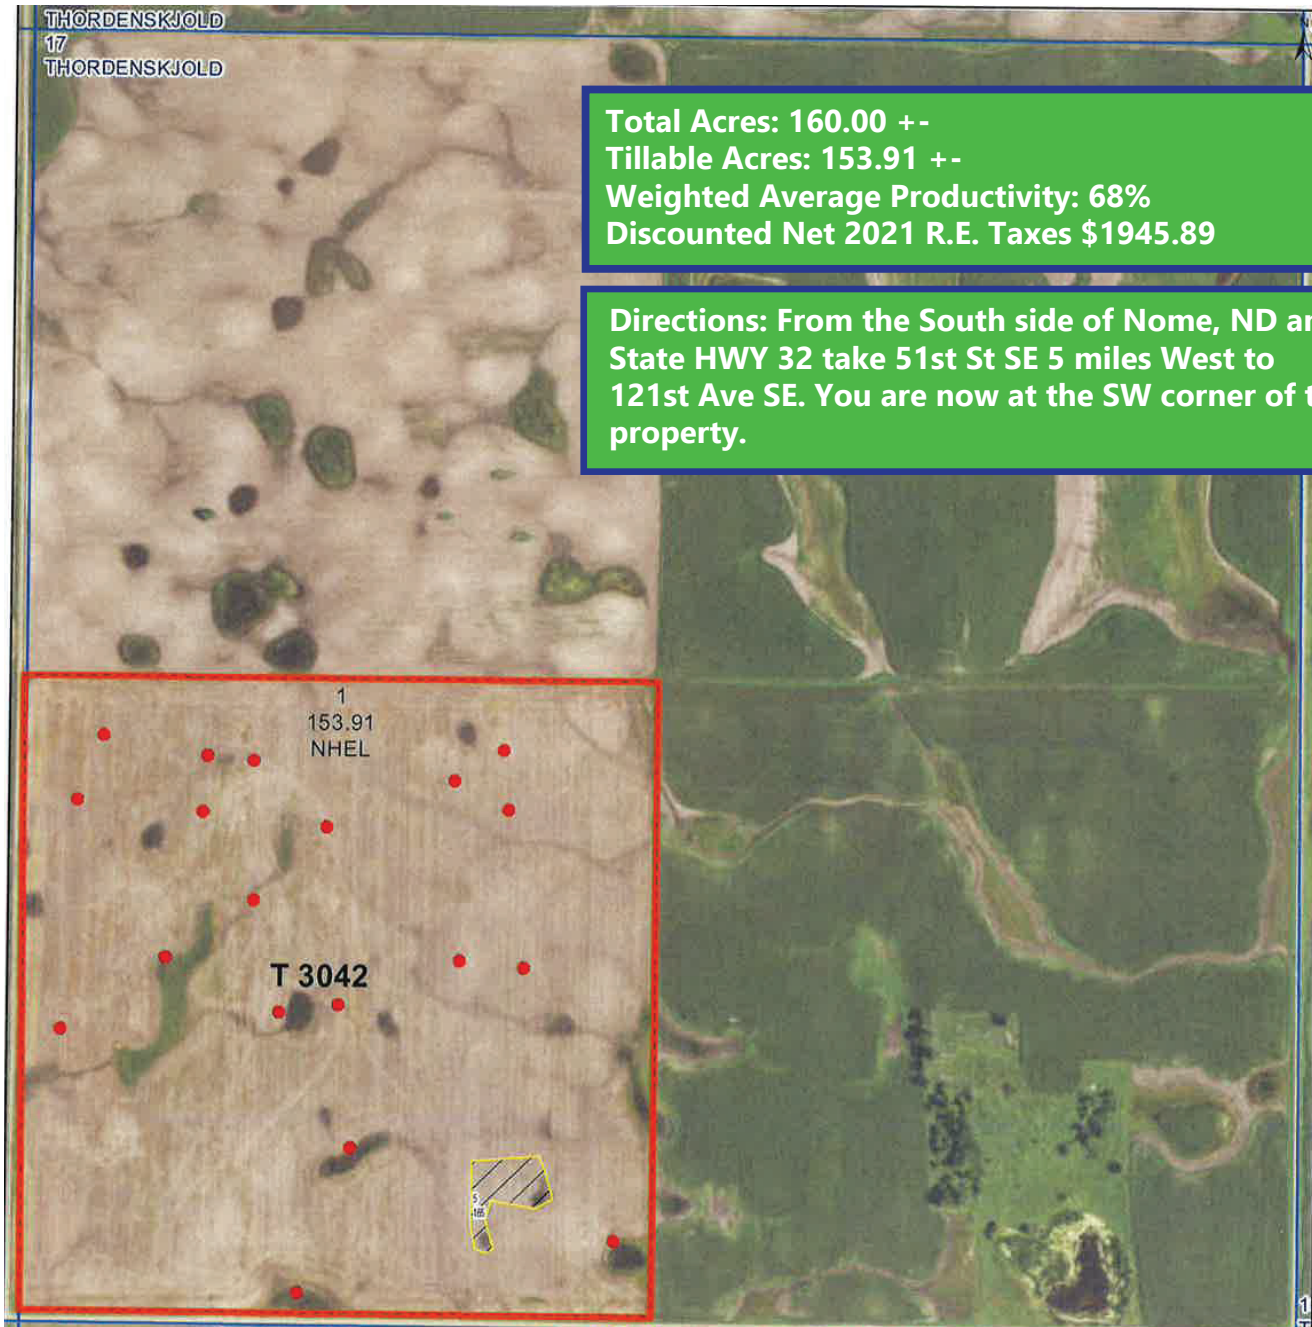 THORDENSKJOLD
17
THORDENSKJOLD
Total Acres: 160.00 +-
Tillable Acres: 153.91 +-
Weighted Average Productivity: 68%
Discounted Net 2021 R.E. Taxes $1945.89
Directions: From the South side of Nome, ND
State HWY 32 take 51st St SE 5 miles West to
121st Ave SE. You are now at the SW corner of
property.
1
153.91
NHEL
T 3042
5